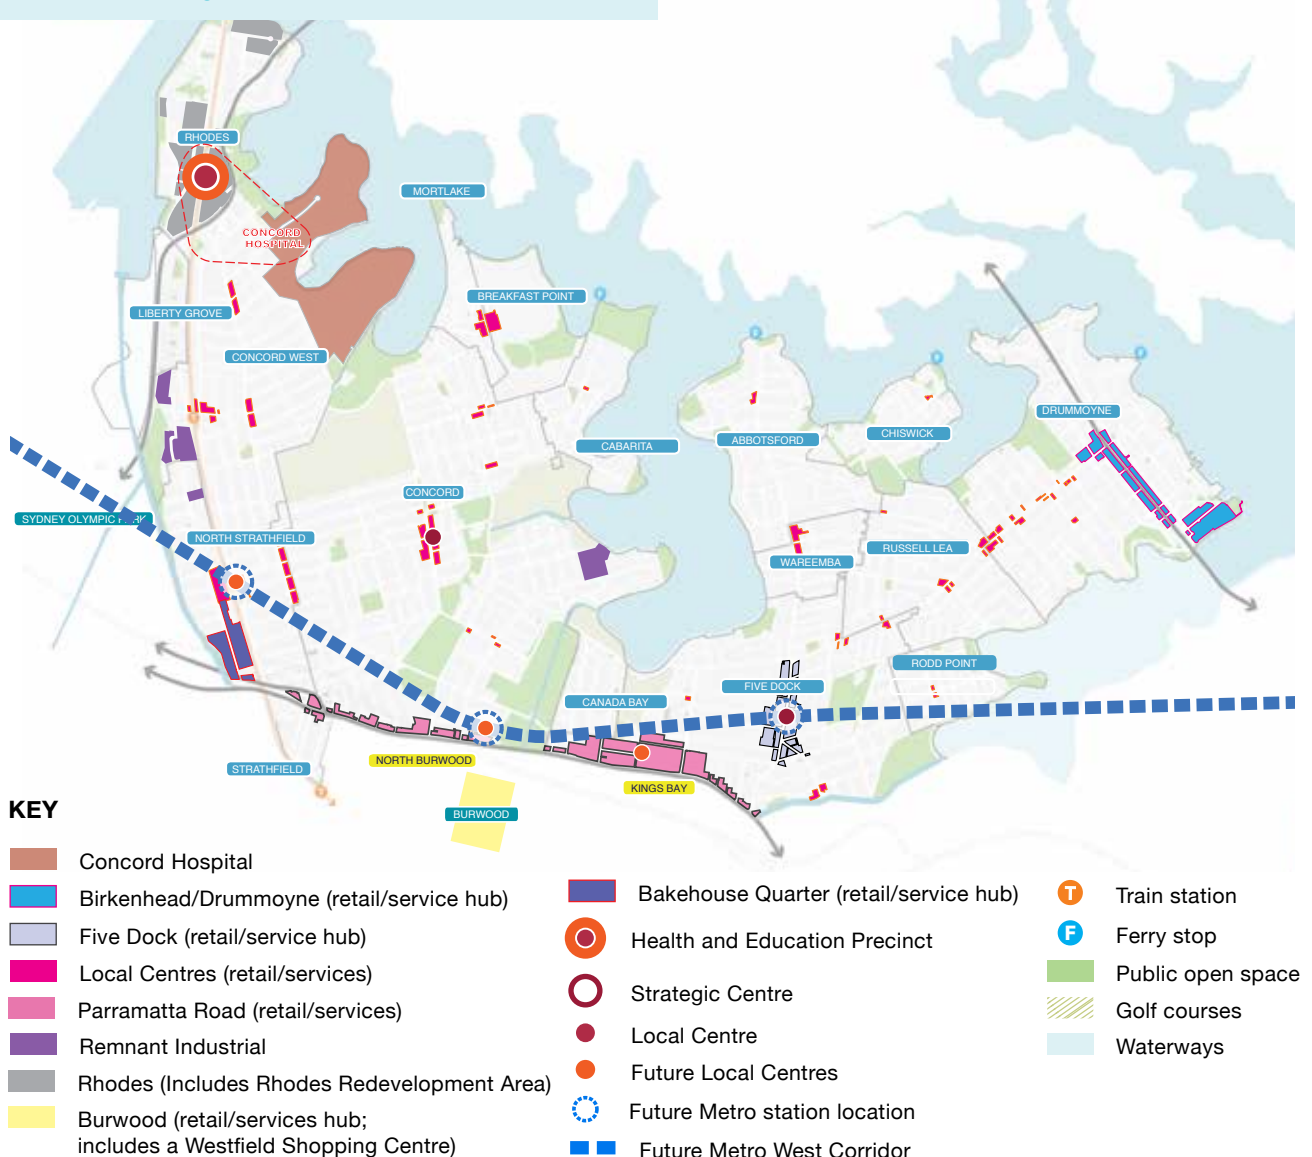 RHODES
CONCORD
HOSPITAL
MORTLAKE
BREAKFAST POINT
F
LIBERTY GROVE
CONCORD WEST
F
F
F
DRUMMOYNE
CHISWICK
ABBOTSFORD
CABARITA
T
CONCORD
SYDNEY OLYMPIC PARK
NORTH STRATHFIELD
RUSSELL LEA
WAREEMBA
RODD POINT
FIVE DOCK
CANADA BAY
NORTH BURWOOD
STRATHFIELD
T
KINGS BAY
BURWOOD
KEY
Concord Hospital
Birkenhead/Drummoyne (retail/service hub)
Five Dock (retail/service hub)
Local Centres (retail/services)
Parramatta Road (retail/services)
Remnant Industrial
Rhodes (Includes Rhodes Redevelopment Area)
Burwood (retail/services hub;
includes a Westfield Shopping Centre)
Bakehouse Quarter (retail/service hub)
Health and Education Precinct
Strategic Centre
Local Centre
Future Local Centres
Future Metro station location
Future Metro West Corridor
T Train station
F Ferry stop
Public open space
Golf courses
Waterways